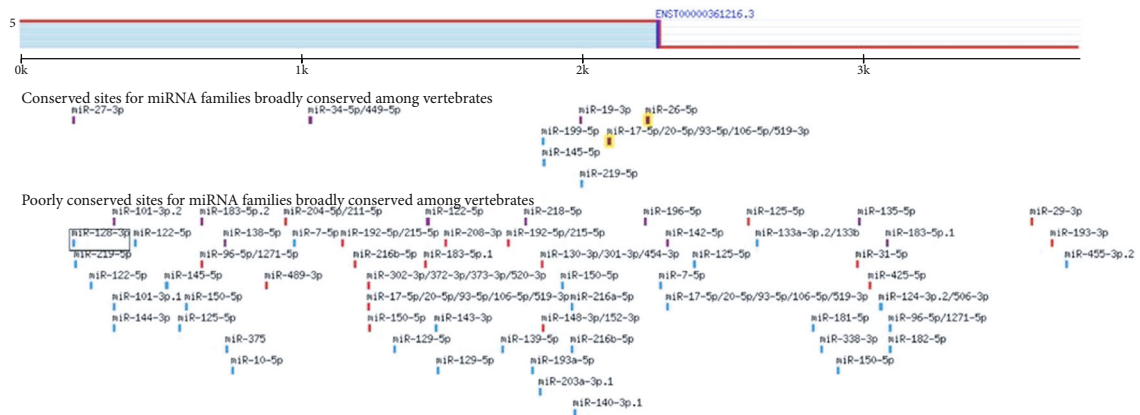 ENST00000361216.3
5
0k 1k 2k 3k
Conserved sites for miRNA families broadly conserved among vertebrates
miR-27-3p miR-34-5p/449-5p miR-19-3p miR-26-5p
miR-199-5p miR-17-5p/20-5p/93-5p/106-5p/519-3p
miR-145-5p
miR-219-5p
Poorly conserved sites for miRNA families broadly conserved among vertebrates
miR-101-3p.2 miR-183-5p.2 miR-204-5p/211-5p miR-122-5p miR-218-5p miR-196-5p miR-125-5p miR-135-5p miR-29-3p
miR-128-3p miR-122-5p miR-138-5p miR-7-5p miR-192-5p/215-5p miR-208-3p miR-192-5p/215-5p miR-142-5p miR-133a-3p.2/133b miR-183-5p.1 miR-193-3p
miR-219-5p miR-96-5p/1271-5p miR-216b-5p miR-183-5p.1 miR-130-3p/301-3p/454-3p miR-125-5p miR-31-5p miR-455-3p.2
miR-122-5p miR-145-5p miR-489-3p miR-302-3p/372-3p/373-3p/520-3p miR-150-5p miR-7-5p miR-425-5p
miR-101-3p.1 miR-150-5p miR-17-5p/20-5p/93-5p/106-5p/519-3p miR-216a-5p miR-17-5p/20-5p/93-5p/106-5p/519-3p miR-124-3p.2/506-3p
miR-144-3p miR-125-5p miR-150-5p miR-143-3p miR-148-3p/152-3p miR-181-5p miR-96-5p/1271-5p
miR-375 miR-129-5p miR-139-5p miR-216b-5p miR-338-3p miR-182-5p
miR-10-5p miR-129-5p miR-193a-5p miR-150-5p
miR-203a-3p.1
miR-140-3p.1